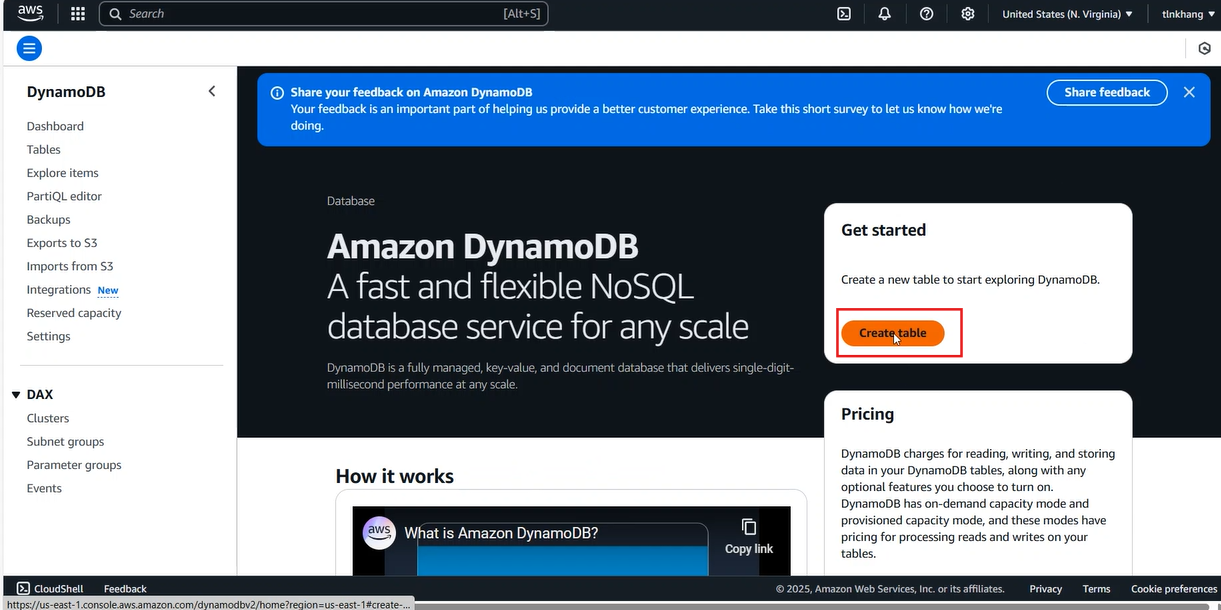 aws
Search
[Alt+S]
United States (N. Virginia) ▼
tlnkhang ▼
DynamoDB
Dashboard
Tables
Explore items
PartiQL editor
Backups
Exports to S3
Imports from S3
Integrations New
Reserved capacity
Settings
▼ DAX
Clusters
Subnet groups
Parameter groups
Events
Share your feedback on Amazon DynamoDB
Your feedback is an important part of helping us provide a better customer experience. Take this short survey to let us know how we're
doing.
Share feedback
Database
Amazon DynamoDB
A fast and flexible NoSQL
database service for any scale
DynamoDB is a fully managed, key-value, and document database that delivers single-digit-
millisecond performance at any scale.
Get started
Create a new table to start exploring DynamoDB.
Create table
Pricing
DynamoDB charges for reading, writing, and storing
data in your DynamoDB tables, along with any
optional features you choose to turn on.
DynamoDB has on-demand capacity mode and
provisioned capacity mode, and these modes have
pricing for processing reads and writes on your
tables.
How it works
aws
What is Amazon DynamoDB?
Copy link
CloudShell
Feedback
© 2025, Amazon Web Services, Inc. or its affiliates.
Privacy
Terms
Cookie preferences
https://us-east-1.console.aws.amazon.com/dynamodbv2/home?region=us-east-1#create-...